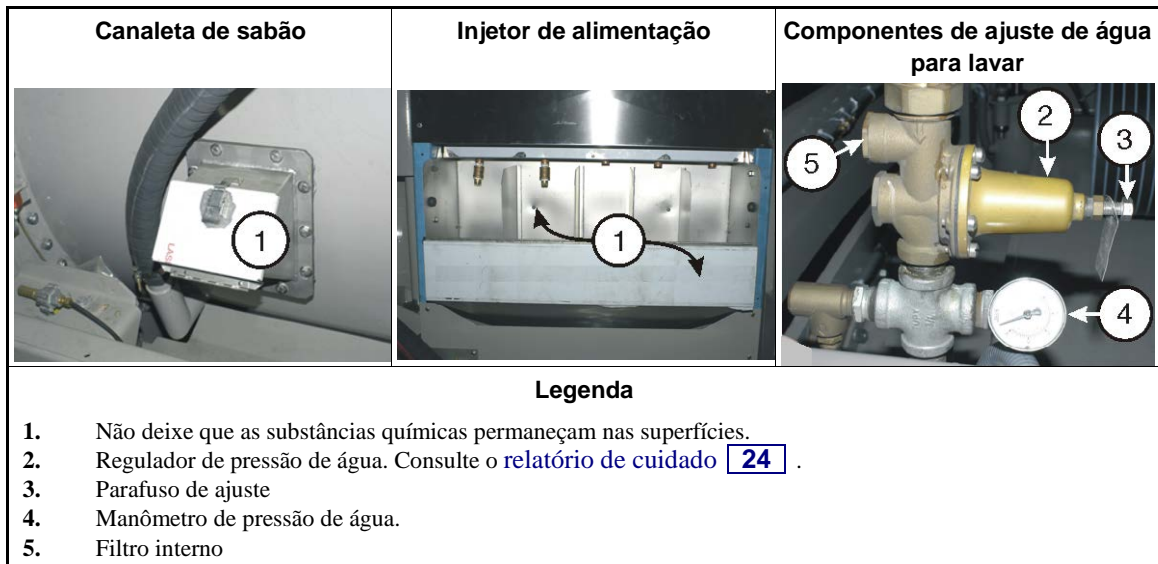 Canaleta de sabão
Injetor de alimentação
Componentes de ajuste de água
para lavar
1
1
2
3
5
4
Legenda
1. Não deixe que as substâncias químicas permaneçam nas superfícies.
2. Regulador de pressão de água. Consulte o relatório de cuidado 24 .
3. Parafuso de ajuste
4. Manômetro de pressão de água.
5. Filtro interno